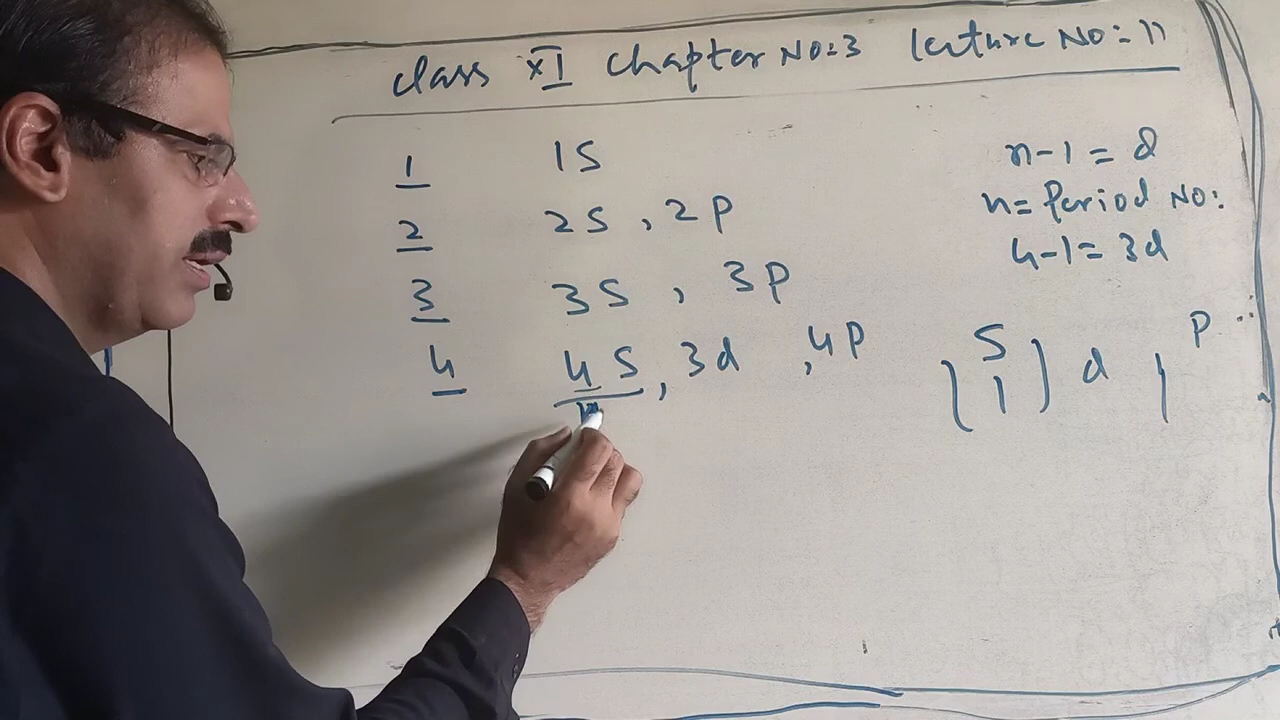 class XI chapter No:3 lecture No:11
1 1S
2 2S , 2P
3 3S , 3P
4 4S, 3d , 4P
n-1 = d
n= Period No:
4-1= 3d
S d P
1